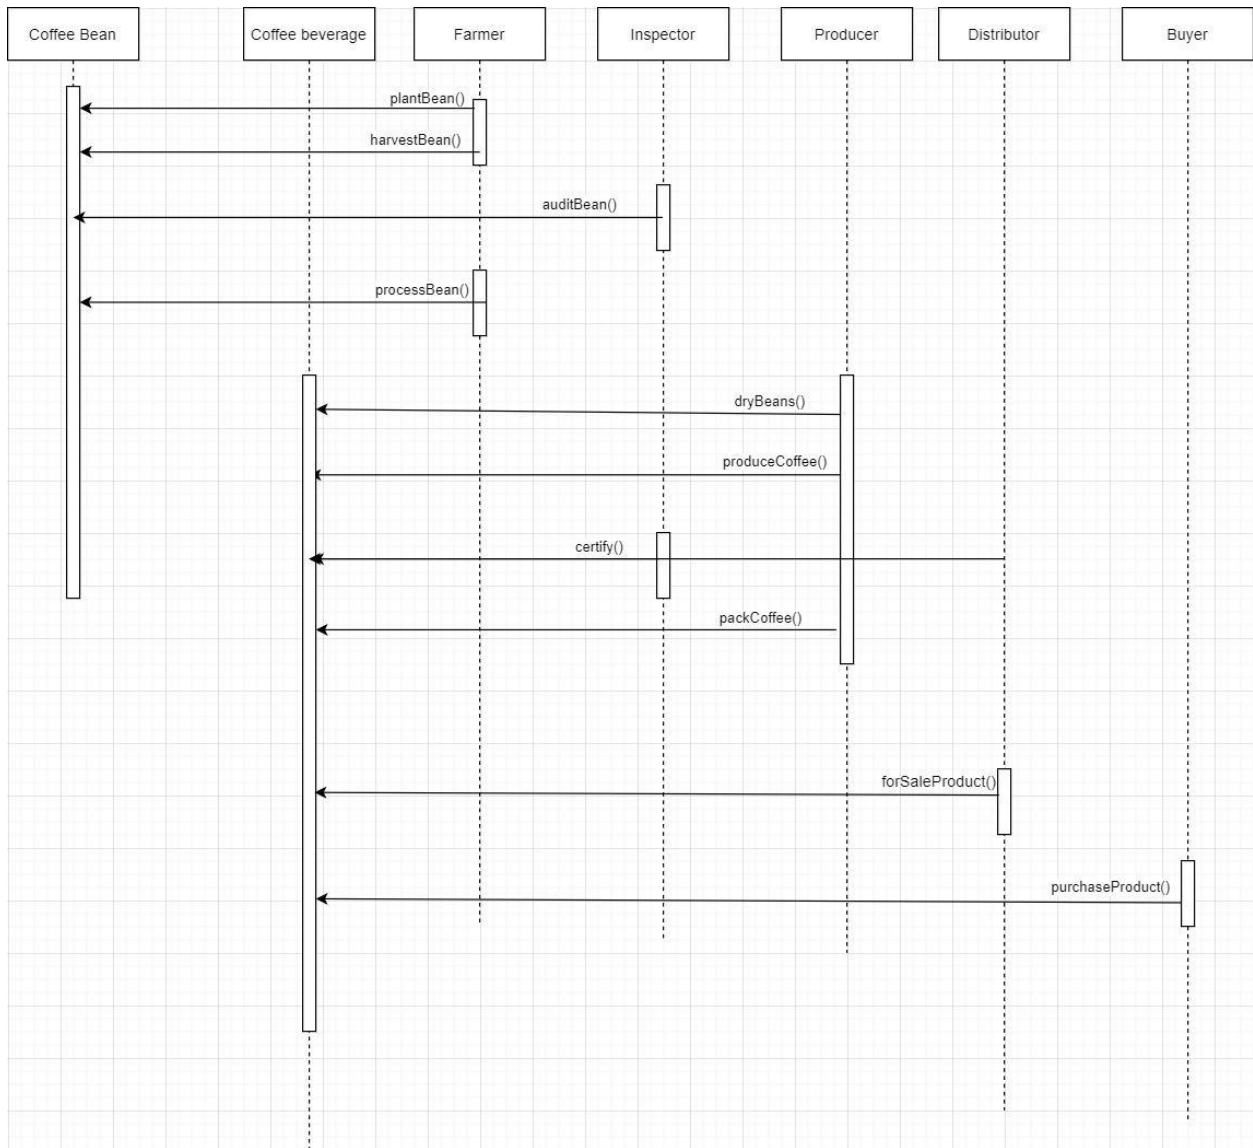 Coffee Bean
Coffee beverage
Farmer
Inspector
Producer
Distributor
Buyer
plantBean()
harvestBean()
auditBean()
processBean()
dryBeans()
produceCoffee()
certify()
packCoffee()
forSaleProduct()
purchaseProduct()